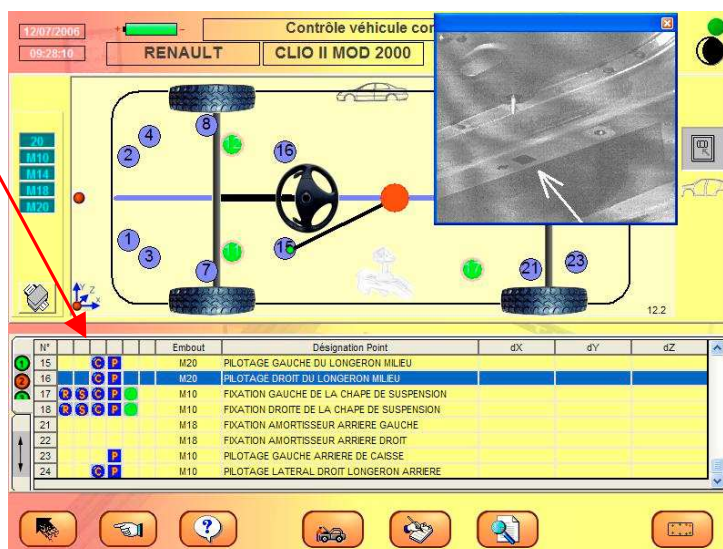 12/07/2006
09:28:10
+ -
Contrôle véhicule con
RENAULT
CLIO II MOD 2000
20
M10
M14
M18
M20
4
2
8
16
1
3
7
15
21
23
Y
Z
X
12.2
N° Embout Désignation Point dX dY dZ
15 C P M20 PILOTAGE GAUCHE DU LONGERON MILIEU
16 C P M20 PILOTAGE DROIT DU LONGERON MILIEU
17 R S C P M10 FIXATION GAUCHE DE LA CHAPE DE SUSPENSION
18 R S C P M10 FIXATION DROITE DE LA CHAPE DE SUSPENSION
21 M18 FIXATION AMORTISSEUR ARRIERE GAUCHE
22 M18 FIXATION AMORTISSEUR ARRIERE DROIT
23 P M10 PILOTAGE GAUCHE ARRIERE DE CAISSE
24 C P M10 PILOTAGE LATERAL DROIT LONGERON ARRIERE
1
2
?